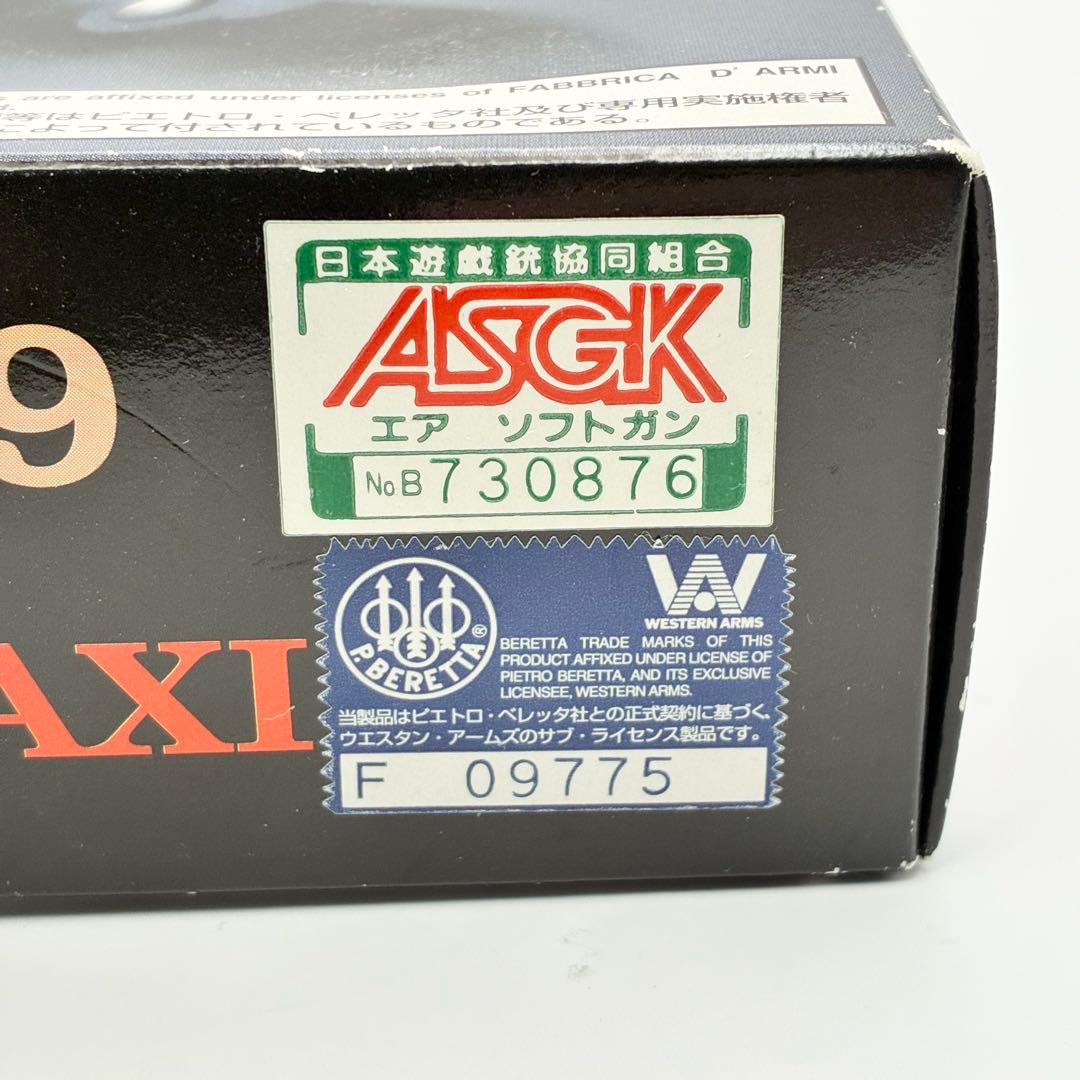 are affixed under licenses of FABBRICA D' ARMI
等はピエトロ・ベレッタ社及び専用実施権者
よって付されているものである。
9
AXI
日本遊戯銃協同組合
ASGK
エア ソフトガン
No.B 730876
P. BERETTA®
WA
WESTERN ARMS
BERETTA TRADE MARKS OF THIS
PRODUCT AFFIXED UNDER LICENSE OF
PIETRO BERETTA, AND ITS EXCLUSIVE
LICENSEE, WESTERN ARMS.
当製品はピエトロ・ベレッタ社との正式契約に基づく、
ウエスタン・アームズのサブ・ライセンス製品です。
F 09775